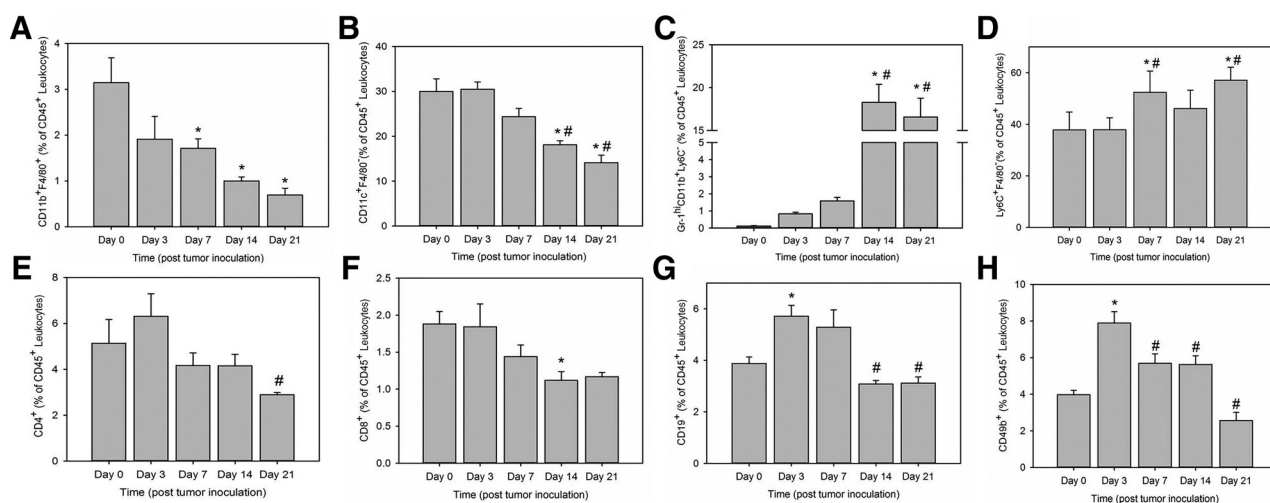 A
CD11b⁺F4/80⁺ (% of CD45⁺ Leukocytes)
4
3
2
1
0
*
*
*
Day 0 Day 3 Day 7 Day 14 Day 21
Time (post tumor inoculation)
B
CD11c⁺F4/80⁻(% of CD45⁺ Leukocytes)
40
30
20
10
0
* #
* #
Day 0 Day 3 Day 7 Day 14 Day 21
Time (post tumor inoculation)
C
Gr-1ʰⁱCD11b⁺Ly6C⁻ (% of CD45⁺ Leukocytes)
25
20
15
5
4
3
2
1
0
* #
* #
Day 0 Day 3 Day 7 Day 14 Day 21
Time (post tumor inoculation)
D
Ly6C⁺F4/80⁻(% of CD45⁺ Leukocytes)
80
60
40
20
0
* #
* #
Day 0 Day 3 Day 7 Day 14 Day 21
Time (post tumor inoculation)
E
CD4⁺ (% of CD45⁺ Leukocytes)
8
6
4
2
0
#
Day 0 Day 3 Day 7 Day 14 Day 21
Time (post tumor inoculation)
F
CD8⁺ (% of CD45⁺ Leukocytes)
2.5
2.0
1.5
1.0
0.5
0.0
*
Day 0 Day 3 Day 7 Day 14 Day 21
Time (post tumor inoculation)
G
CD19⁺ (% of CD45⁺ Leukocytes)
8
6
4
2
0
*
#
#
Day 0 Day 3 Day 7 Day 14 Day 21
Time (post tumor inoculation)
H
CD49b⁺ (% of CD45⁺ Leukocytes)
10
8
6
4
2
0
*
#
#
#
Day 0 Day 3 Day 7 Day 14 Day 21
Time (post tumor inoculation)